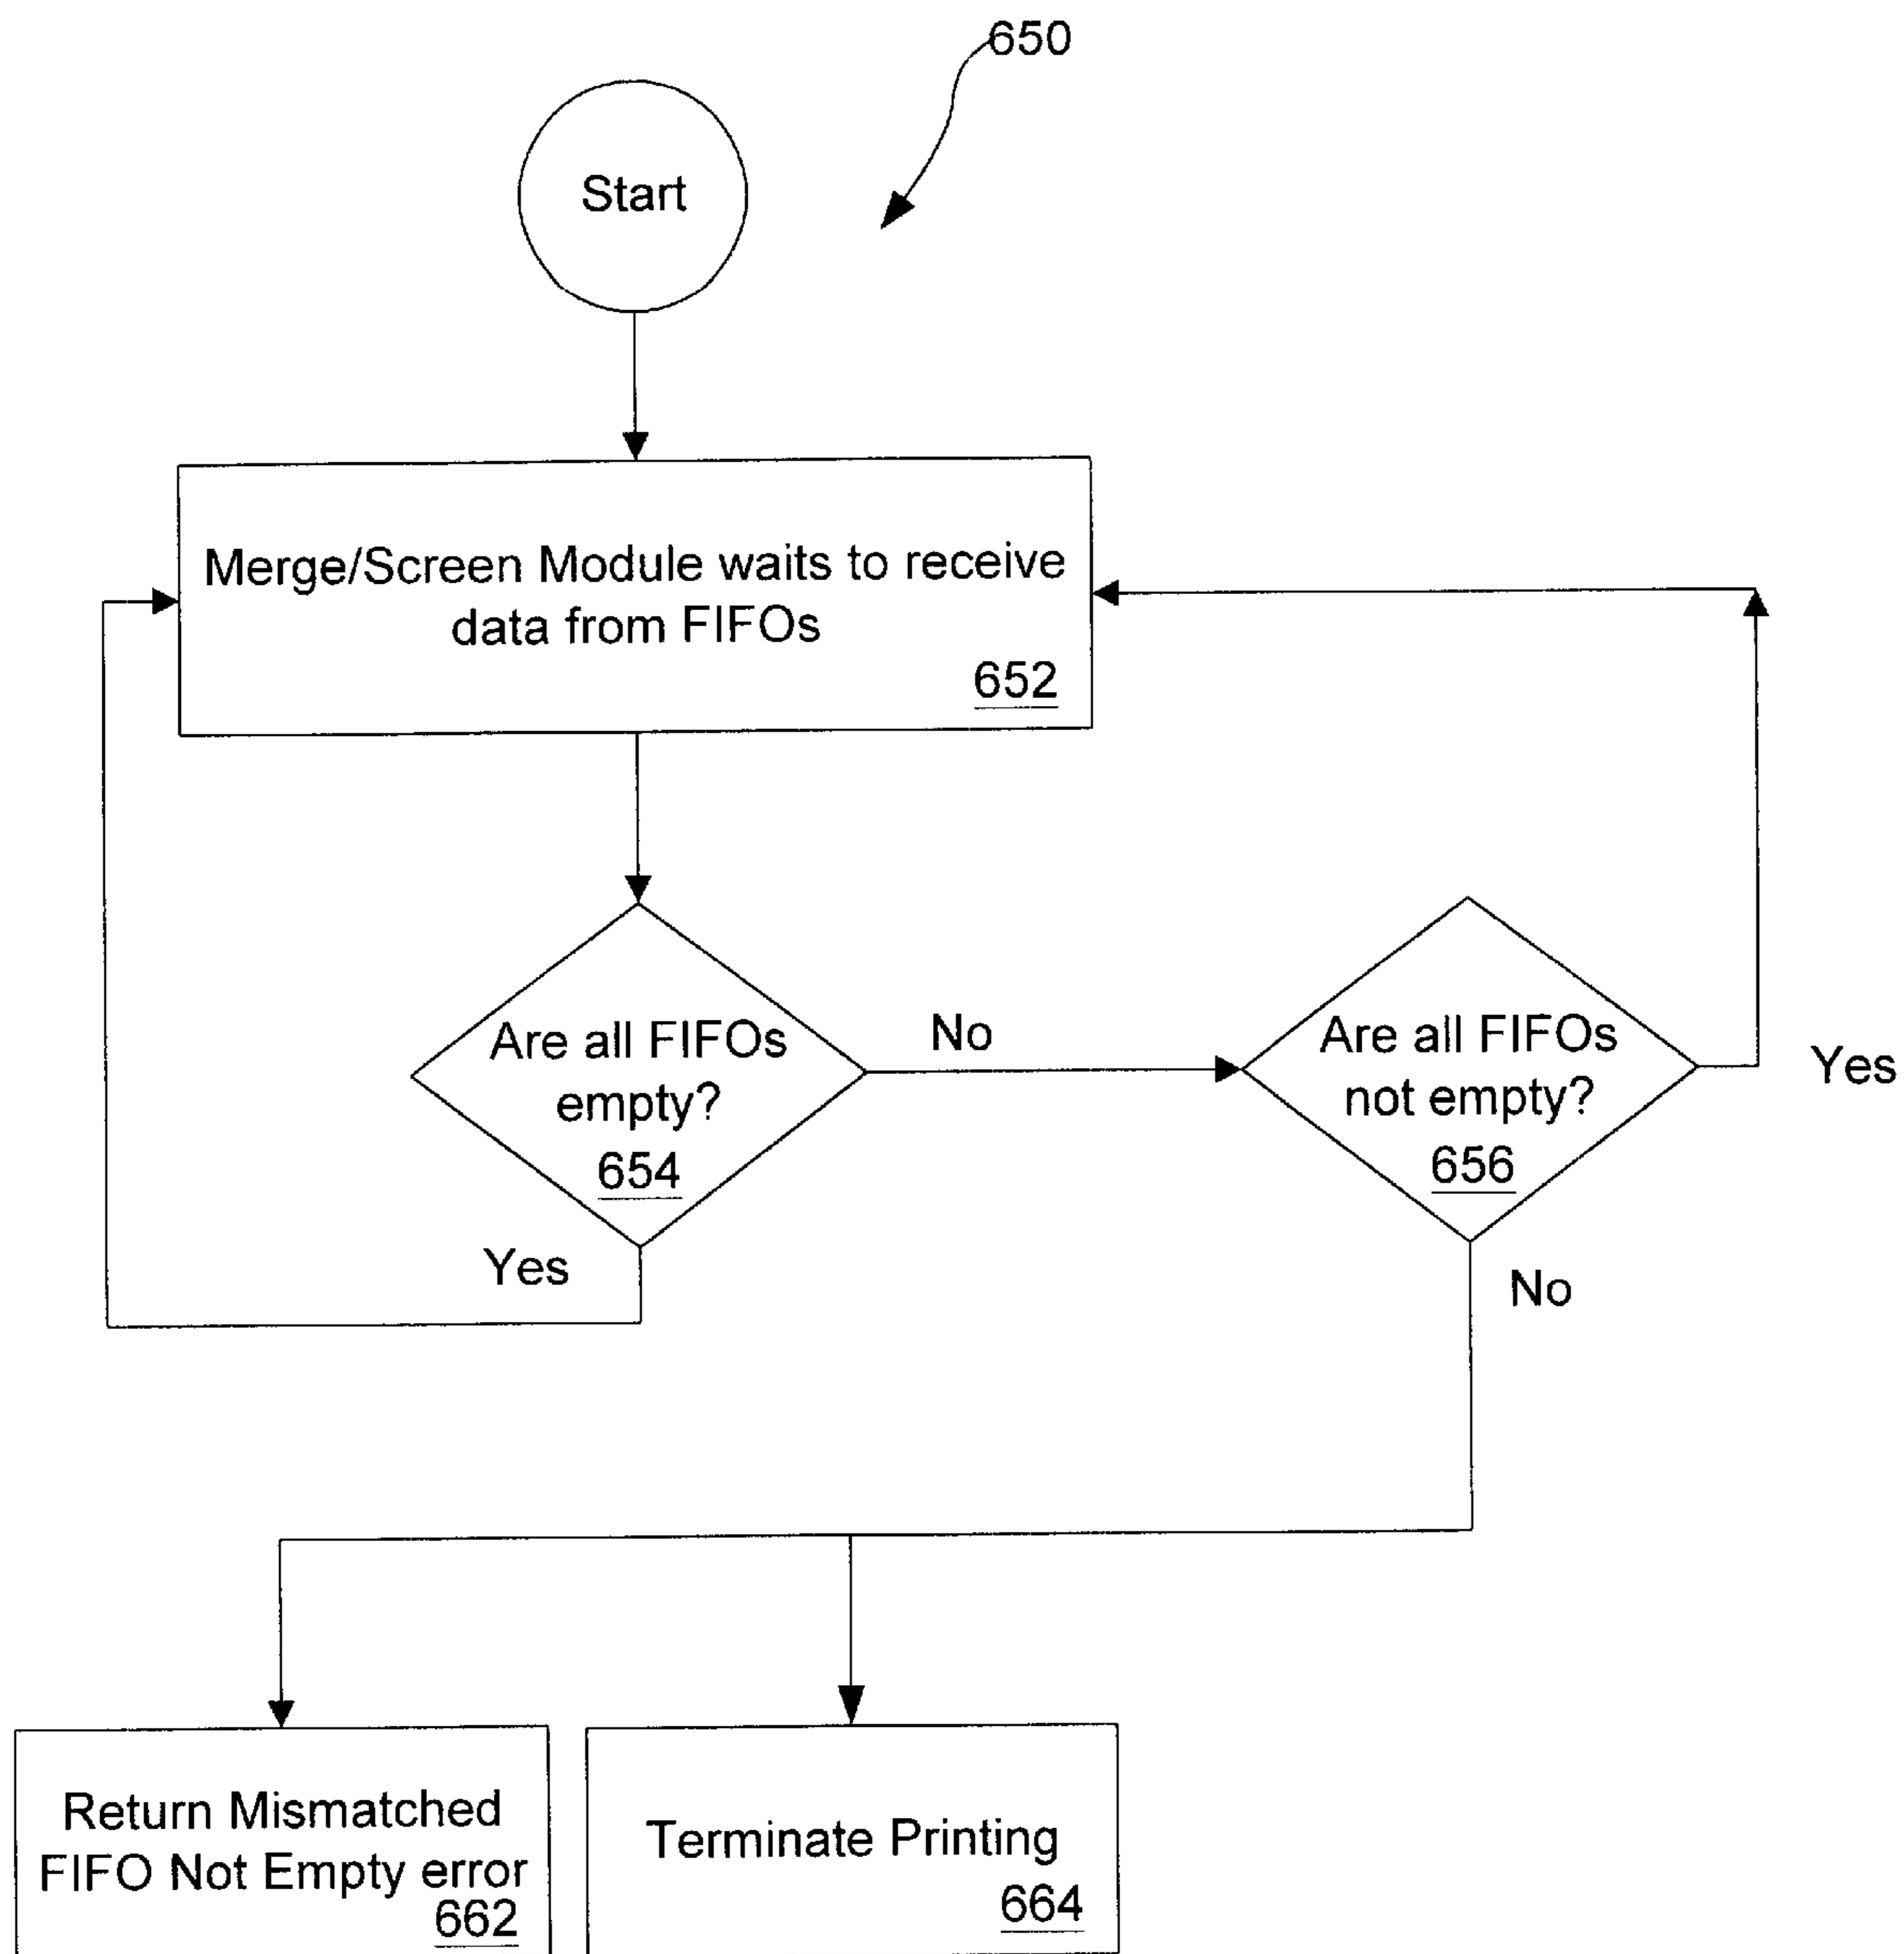 650
Start
Merge/Screen Module waits to receive
data from FIFOs
652
Are all FIFOs
empty?
654
No
Yes
Are all FIFOs
not empty?
656
Yes
No
Return Mismatched
FIFO Not Empty error
662
Terminate Printing
664